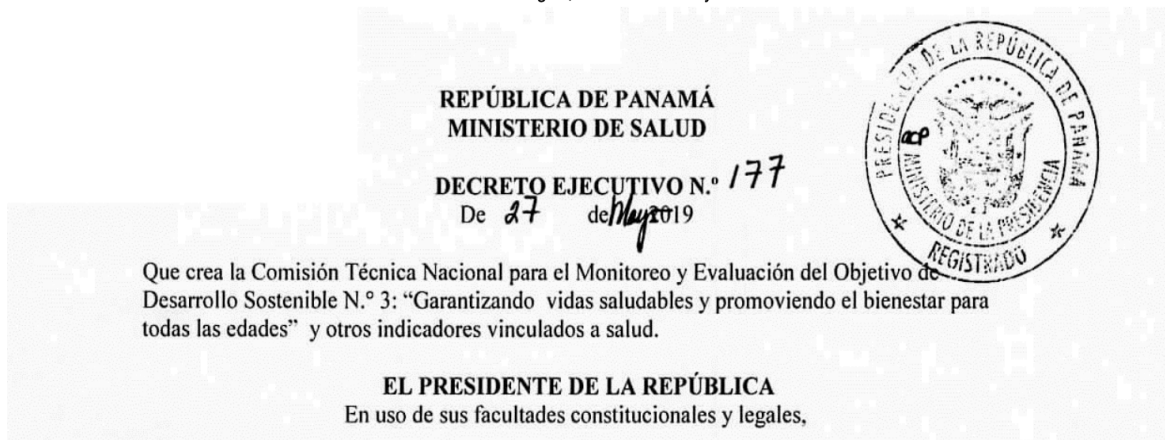 REPÚBLICA DE PANAMÁ
MINISTERIO DE SALUD
DECRETO EJECUTIVO N.º 177
De 27 de Mayo 2019
Que crea la Comisión Técnica Nacional para el Monitoreo y Evaluación del Objetivo de
Desarrollo Sostenible N.º 3: “Garantizando vidas saludables y promoviendo el bienestar para
todas las edades” y otros indicadores vinculados a salud.
EL PRESIDENTE DE LA REPÚBLICA
En uso de sus facultades constitucionales y legales,
PRESIDENCIA DE LA REPÚBLICA DE PANAMÁ
MINISTERIO DE LA PRESIDENCIA
REGISTRADO